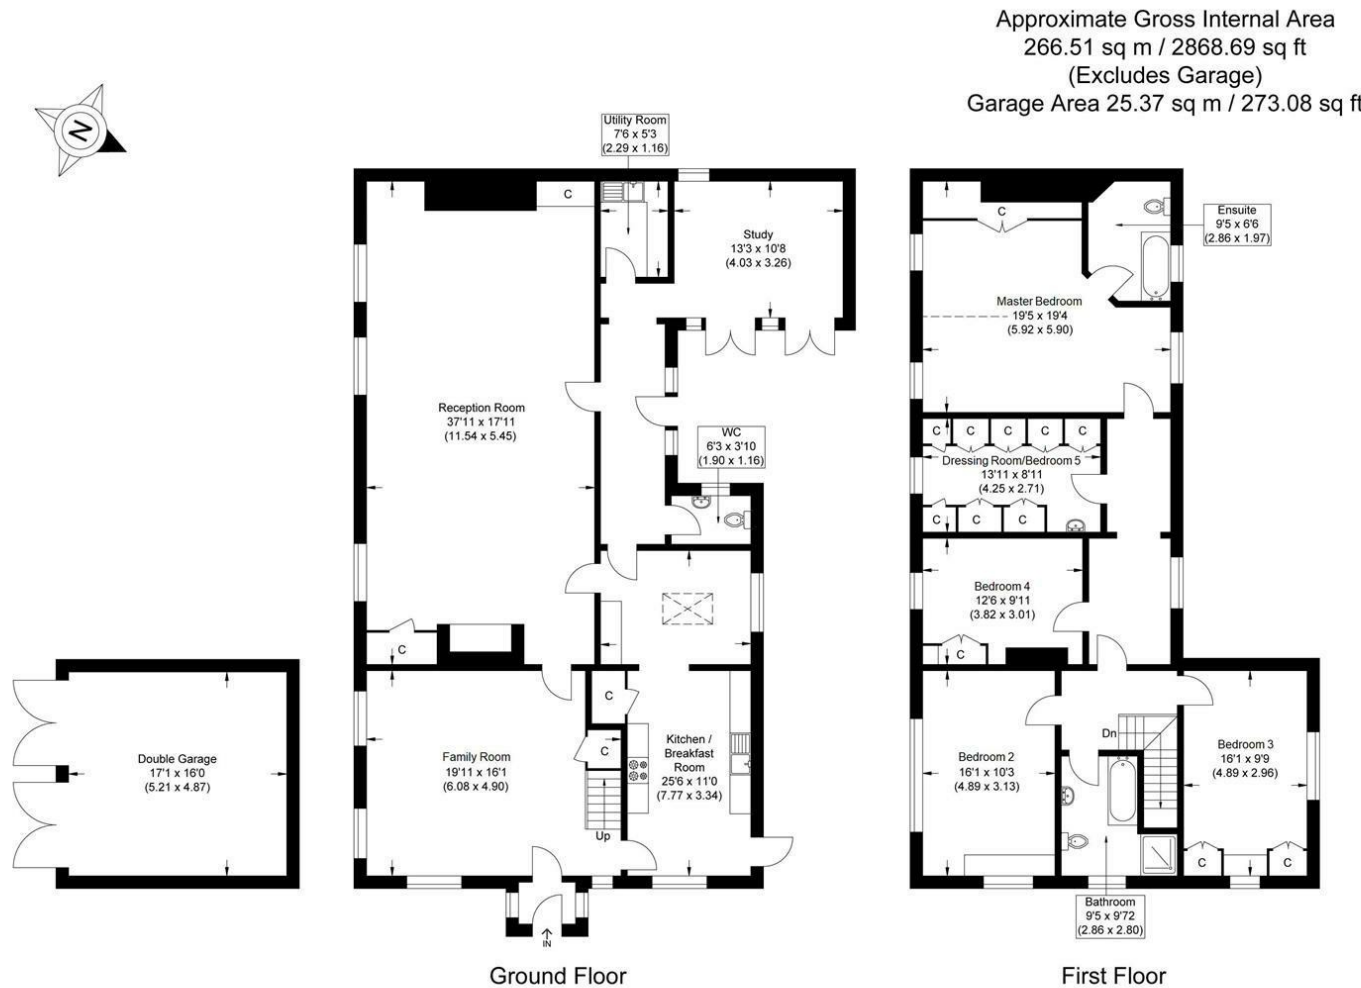 Approximate Gross Internal Area
266.51 sq m / 2868.69 sq ft
(Excludes Garage)
Garage Area 25.37 sq m / 273.08 sq ft
N
Utility Room
7'6 x 5'3
(2.29 x 1.16)
C
Study
13'3 x 10'8
(4.03 x 3.26)
Reception Room
37'11 x 17'11
(11.54 x 5.45)
WC
6'3 x 3'10
(1.90 x 1.16)
C
C
C
Family Room
19'11 x 16'1
(6.08 x 4.90)
Up
Kitchen /
Breakfast
Room
25'6 x 11'0
(7.77 x 3.34)
IN
Double Garage
17'1 x 16'0
(5.21 x 4.87)
Ground Floor
C
Ensuite
9'5 x 6'6
(2.86 x 1.97)
Master Bedroom
19'5 x 19'4
(5.92 x 5.90)
C
C
C
C
C
Dressing Room/Bedroom 5
13'11 x 8'11
(4.25 x 2.71)
C
C
C
Bedroom 4
12'6 x 9'11
(3.82 x 3.01)
C
Dn
Bedroom 2
16'1 x 10'3
(4.89 x 3.13)
Bedroom 3
16'1 x 9'9
(4.89 x 2.96)
C
C
Bathroom
9'5 x 9'72
(2.86 x 2.80)
First Floor